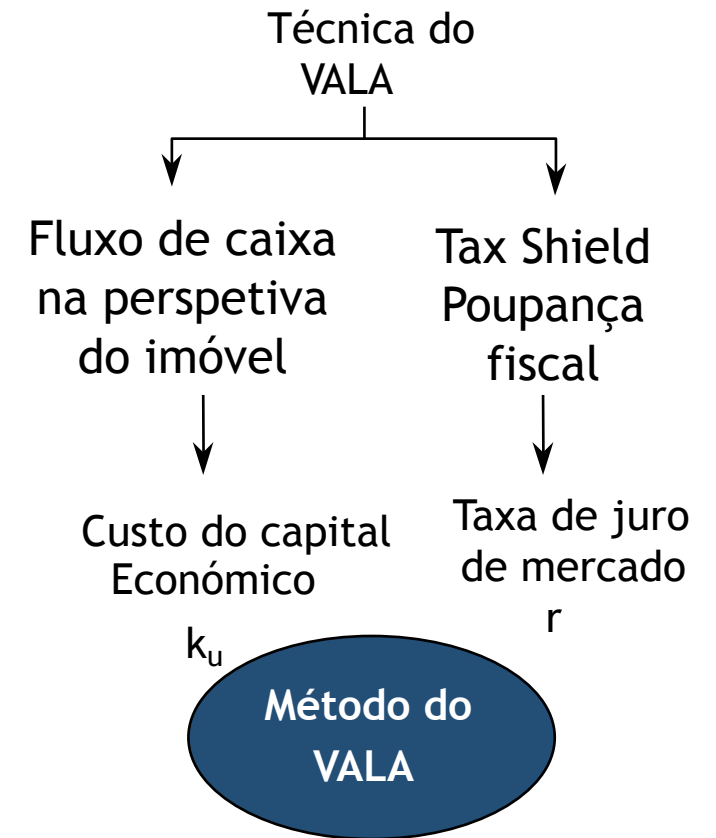 Técnica do
VALA
Fluxo de caixa
na perspetiva
do imóvel
Tax Shield
Poupança
fiscal
Custo do capital
Económico
kᵤ
Taxa de juro
de mercado
r
Método do
VALA